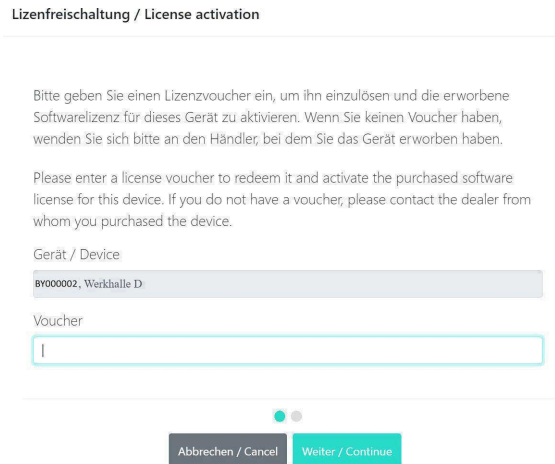 Lizenfreischaltung / License activation
Bitte geben Sie einen Lizenzvoucher ein, um ihn einzulösen und die erworbene
Softwarelizenz für dieses Gerät zu aktivieren. Wenn Sie keinen Voucher haben,
wenden Sie sich bitte an den Händler, bei dem Sie das Gerät erworben haben.
Please enter a license voucher to redeem it and activate the purchased software
license for this device. If you do not have a voucher, please contact the dealer from
whom you purchased the device.
Gerät / Device
BY000002, Werkhalle D
Voucher
Abbrechen / Cancel Weiter / Continue